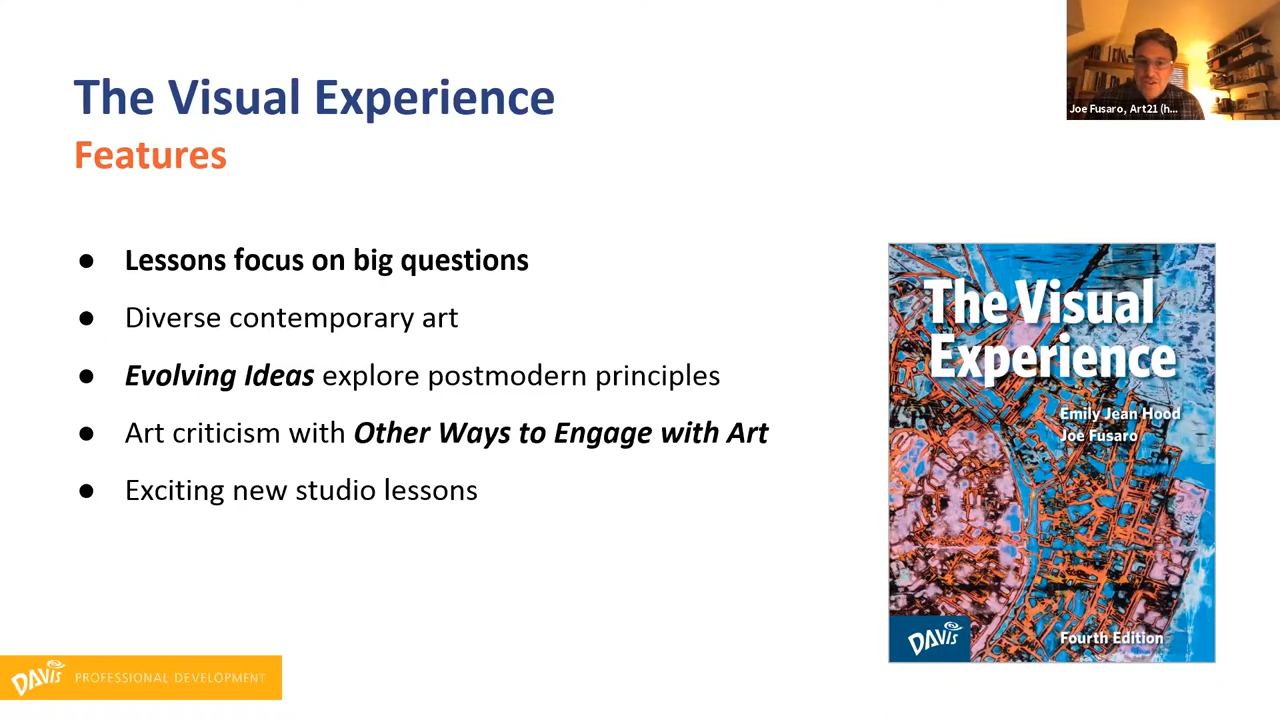 The Visual Experience
Features
Joe Fusaro, Art21 (h...
● Lessons focus on big questions
● Diverse contemporary art
● Evolving Ideas explore postmodern principles
● Art criticism with Other Ways to Engage with Art
● Exciting new studio lessons
The Visual
Experience
Emily Jean Hood
Joe Fusaro
DAVIS
Fourth Edition
DAVIS PROFESSIONAL DEVELOPMENT